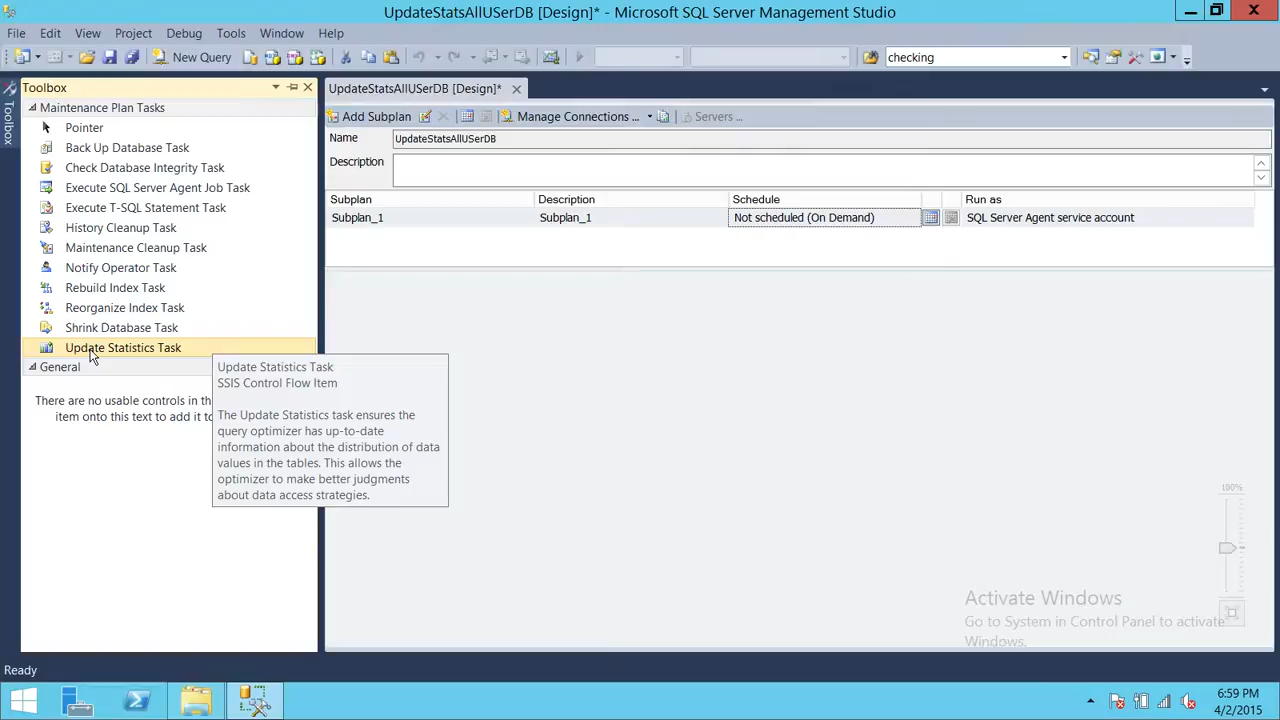 UpdateStatsAllUSerDB [Design]* - Microsoft SQL Server Management Studio
File Edit View Project Debug Tools Window Help
New Query
checking
Toolbox
Toolbox
Maintenance Plan Tasks
Pointer
Back Up Database Task
Check Database Integrity Task
Execute SQL Server Agent Job Task
Execute T-SQL Statement Task
History Cleanup Task
Maintenance Cleanup Task
Notify Operator Task
Rebuild Index Task
Reorganize Index Task
Shrink Database Task
Update Statistics Task
General
There are no usable controls in th
item onto this text to add it to
Update Statistics Task
SSIS Control Flow Item
The Update Statistics task ensures the
query optimizer has up-to-date
information about the distribution of data
values in the tables. This allows the
optimizer to make better judgments
about data access strategies.
UpdateStatsAllUSerDB [Design]*
Add Subplan Manage Connections ... Servers ...
Name UpdateStatsAllUSerDB
Description
Subplan Description Schedule Run as
Subplan_1 Subplan_1 Not scheduled (On Demand) SQL Server Agent service account
100%
Activate Windows
Go to System in Control Panel to activate
Windows.
Ready
6:59 PM
4/2/2015